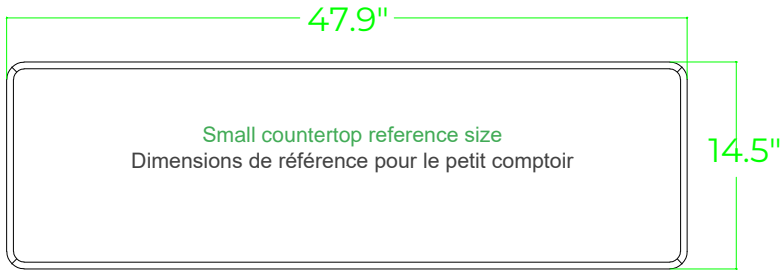 47.9"
Small countertop reference size
14.5"
Dimensions de référence pour le petit comptoir